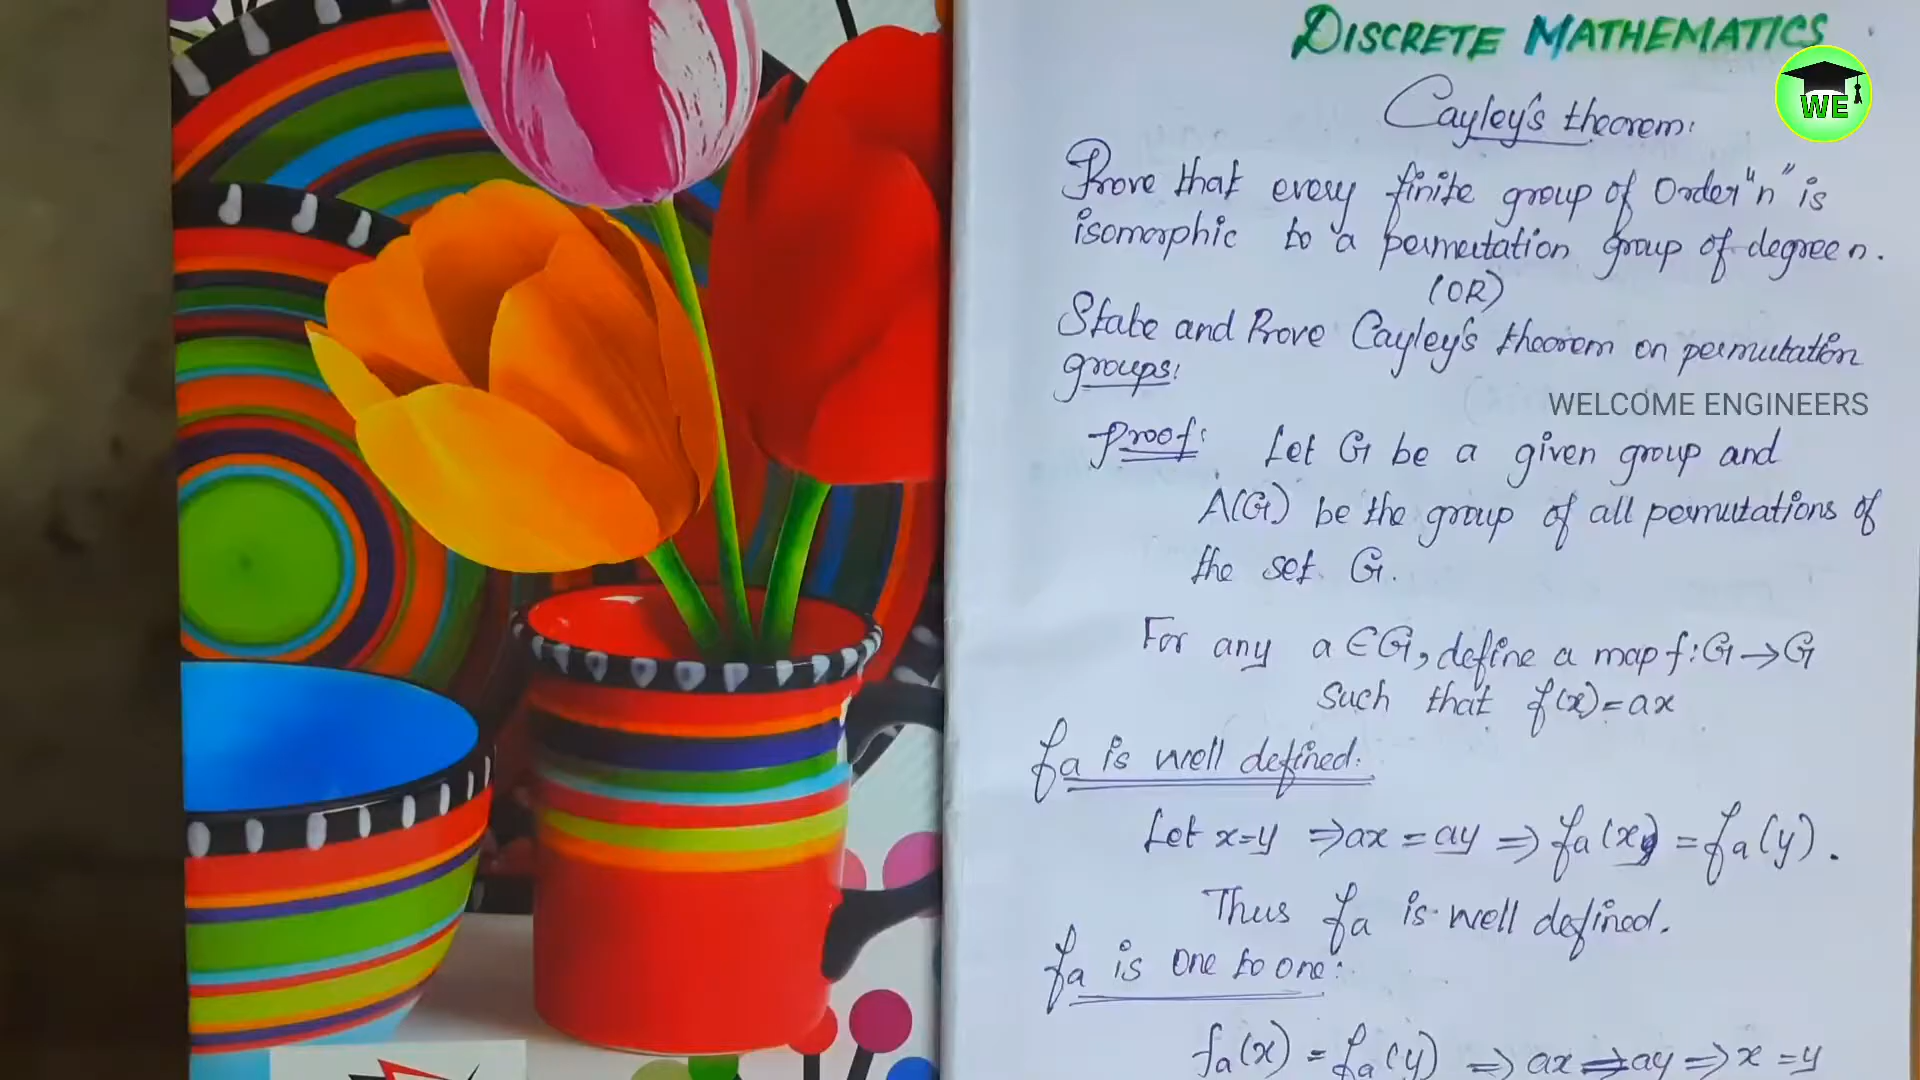 DISCRETE MATHEMATICS
WE
Cayley's theorem:
Prove that every finite group of Order "n" is
isomorphic to a permutation group of degree n.
(OR)
State and Prove Cayley's theorem on permutation
groups:
WELCOME ENGINEERS
Proof: Let G be a given group and
A(G) be the group of all permutations of
the set G.
For any a ∈ G, define a map f: G → G
Such that f(x) = ax
fa is well defined:
Let x=y ⇒ ax = ay ⇒ fa(x) = fa(y).
Thus fa is well defined.
fa is one to one:
fa(x) = fa(y) ⇒ ax = ay ⇒ x = y